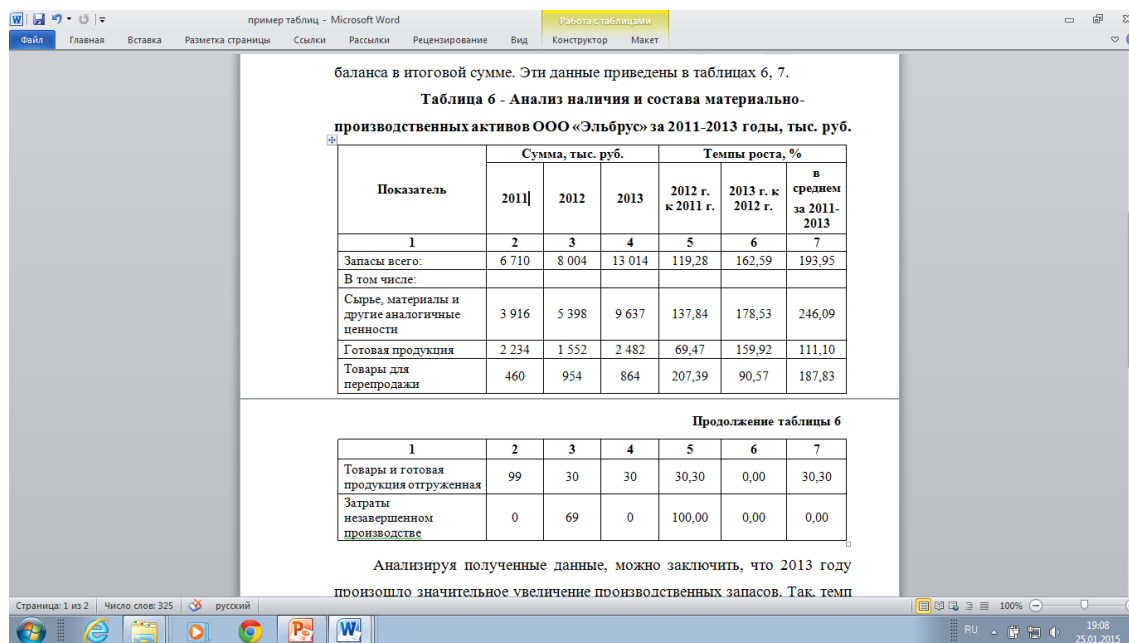 пример таблиц - Microsoft Word
Работа с таблицами
Файл Главная Вставка Разметка страницы Ссылки Рассылки Рецензирование Вид Конструктор Макет
баланса в итоговой сумме. Эти данные приведены в таблицах 6, 7.
Таблица 6 - Анализ наличия и состава материально-
производственных активов ООО «Эльбрус» за 2011-2013 годы, тыс. руб.
Показатель
Сумма, тыс. руб.
Темпы роста, %
2011
2012
2013
2012 г.
к 2011 г.
2013 г. к
2012 г.
в
среднем
за 2011-
2013
1 2 3 4 5 6 7
Запасы всего: 6 710 8 004 13 014 119,28 162,59 193,95
В том числе:
Сырье, материалы и
другие аналогичные
ценности
3 916 5 398 9 637 137,84 178,53 246,09
Готовая продукция 2 234 1 552 2 482 69,47 159,92 111,10
Товары для
перепродажи
460 954 864 207,39 90,57 187,83
Продолжение таблицы 6
1 2 3 4 5 6 7
Товары и готовая
продукция отгруженная
99 30 30 30,30 0,00 30,30
Затраты
незавершенном
производстве
0 69 0 100,00 0,00 0,00
Анализируя полученные данные, можно заключить, что 2013 году
произошло значительное увеличение производственных запасов. Так, темп
Страница: 1 из 2 Число слов: 325 русский 100%
RU 19:08
25.01.2015